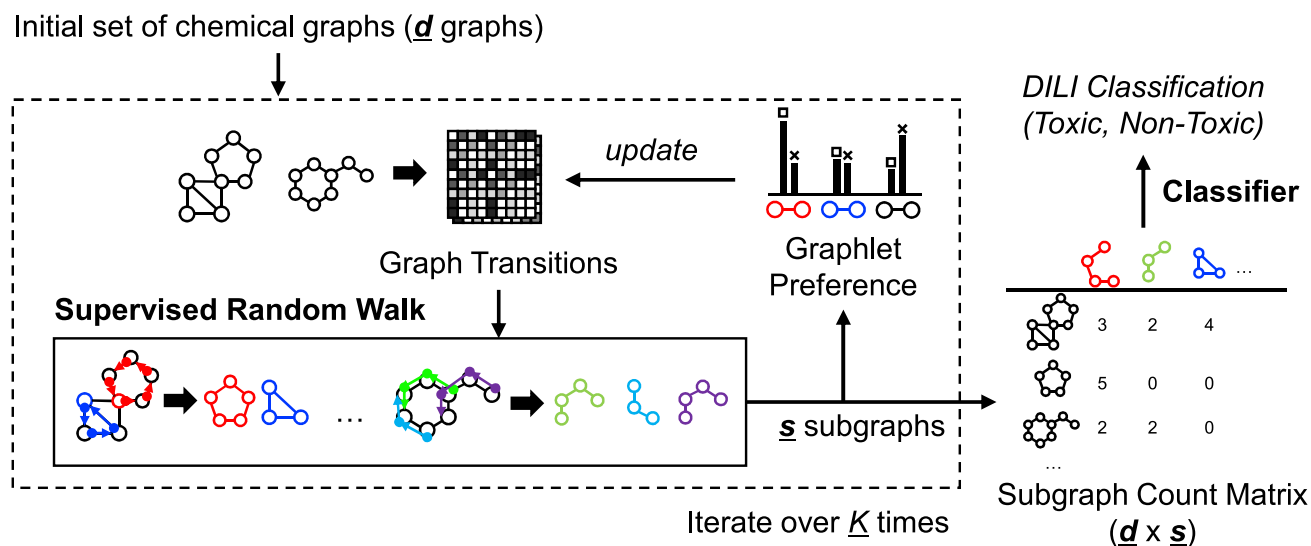 Initial set of chemical graphs (d graphs)
DILI Classification
(Toxic, Non-Toxic)
update
Classifier
Graph Transitions
Graphlet
Preference
Supervised Random Walk
...
3 2 4
5 0 0
...
s subgraphs
2 2 0
...
Subgraph Count Matrix
(d x s)
Iterate over K times